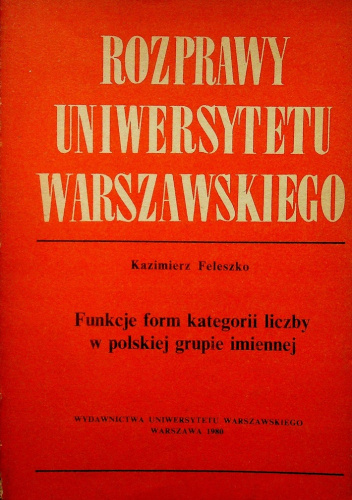 ROZPRAWY
UNIWERSYTETU
WARSZAWSKIEGO
Kazimierz Feleszko
Funkcje form kategorii liczby
w polskiej grupie imiennej
WYDAWNICTWA UNIWERSYTETU WARSZAWSKIEGO
WARSZAWA 1980